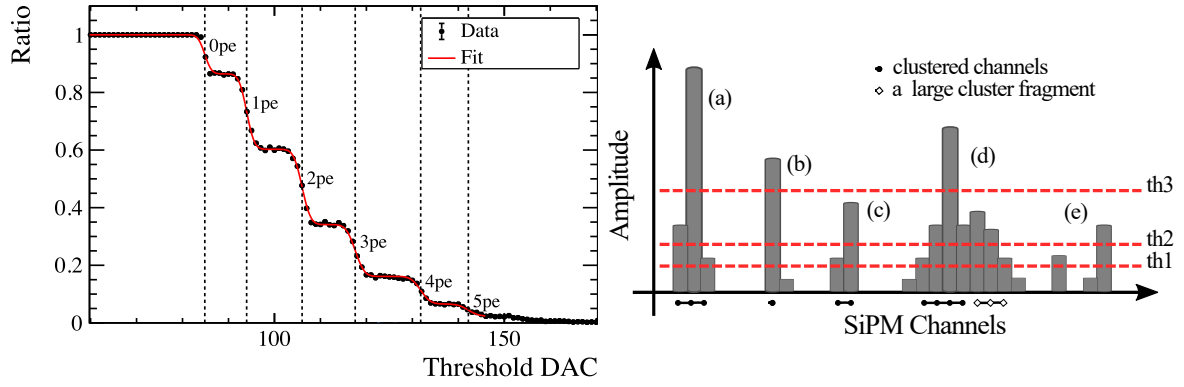 Ratio
1
0.8
0.6
0.4
0.2
0
0pe
1pe
2pe
3pe
4pe
5pe
Data
Fit
100
150
Threshold DAC
Amplitude
clustered channels
a large cluster fragment
(a)
(b)
(c)
(d)
(e)
th3
th2
th1
SiPM Channels